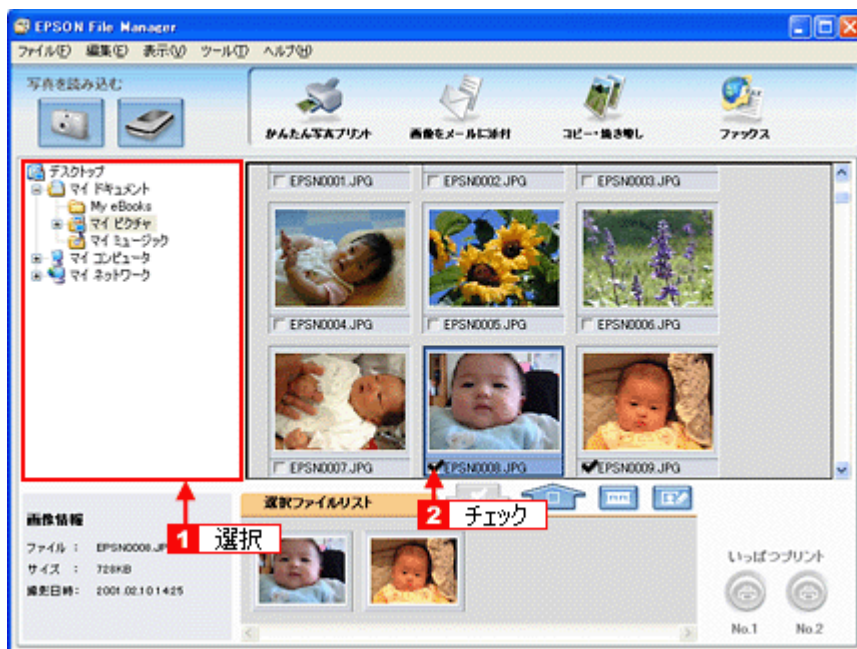 EPSON File Manager
ファイル(F) 編集(E) 表示(V) ツール(T) ヘルプ(H)
写真を読み込む
かんたん写真プリント 画像をメールに添付 コピー・焼き増し ファックス
デスクトップ
マイ ドキュメント
My eBooks
マイ ピクチャ
マイ ミュージック
マイ コンピュータ
マイ ネットワーク
EPSN0001.JPG EPSN0002.JPG EPSN0003.JPG
EPSN0004.JPG EPSN0005.JPG EPSN0006.JPG
EPSN0007.JPG EPSN0008.JPG EPSN0009.JPG
1 選択
2 チェック
選択ファイルリスト
画像情報
ファイル : EPSN0008.JP
サイズ : 728KB
撮影日時: 2001.02.10 14:25
いっぱつプリント
No.1 No.2